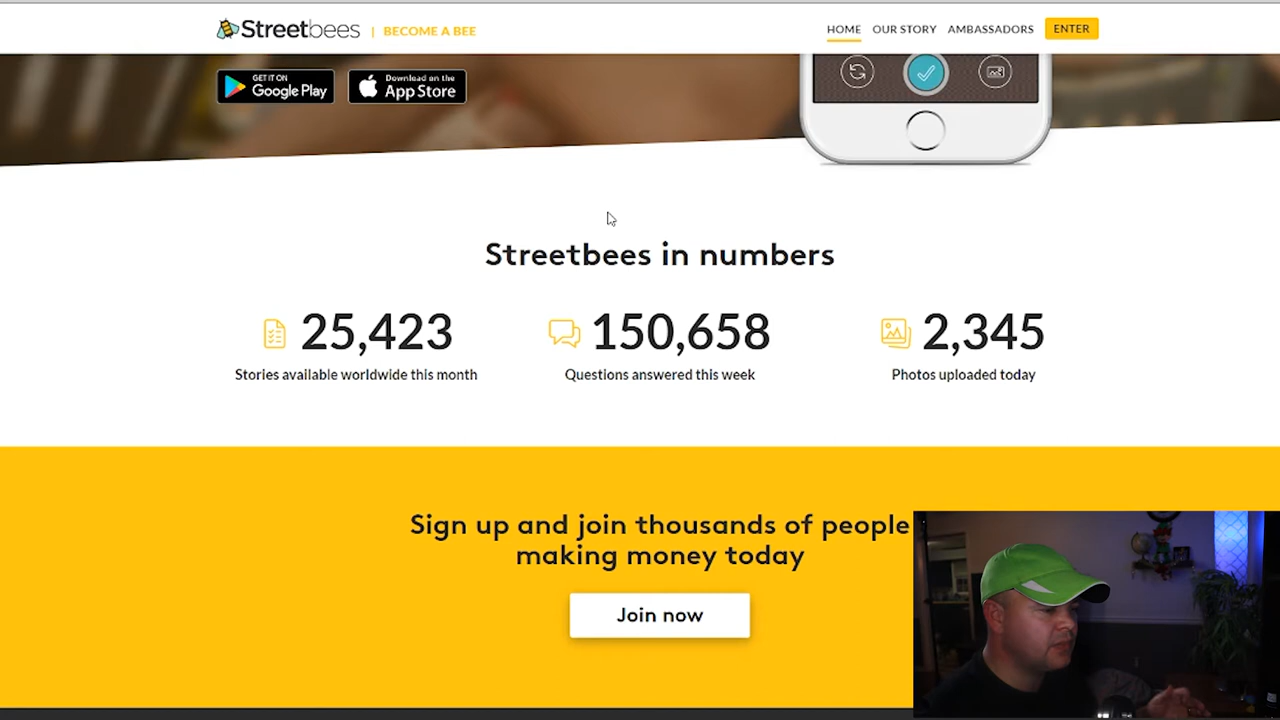 Streetbees | BECOME A BEE HOME OUR STORY AMBASSADORS ENTER
GET IT ON Google Play Download on the App Store
Streetbees in numbers
25,423 150,658 2,345
Stories available worldwide this month Questions answered this week Photos uploaded today
Sign up and join thousands of people
making money today
Join now